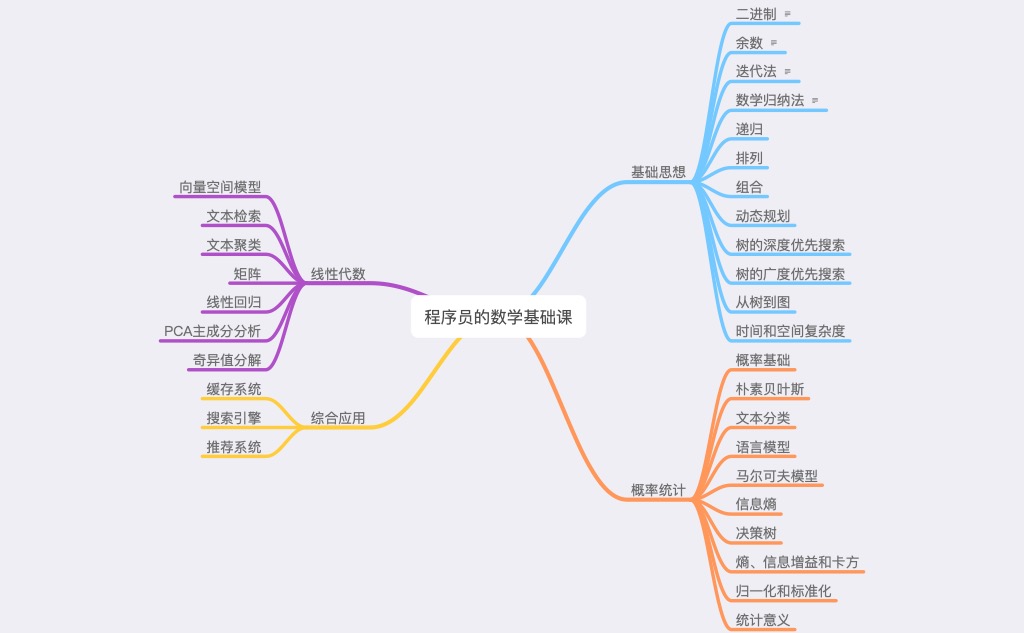 程序员的数学基础课
基础思想
二进制
余数
迭代法
数学归纳法
递归
排列
组合
动态规划
树的深度优先搜索
树的广度优先搜索
从树到图
时间和空间复杂度
概率统计
概率基础
朴素贝叶斯
文本分类
语言模型
马尔可夫模型
信息熵
决策树
熵、信息增益和卡方
归一化和标准化
统计意义
线性代数
向量空间模型
文本检索
文本聚类
矩阵
线性回归
PCA主成分分析
奇异值分解
综合应用
缓存系统
搜索引擎
推荐系统